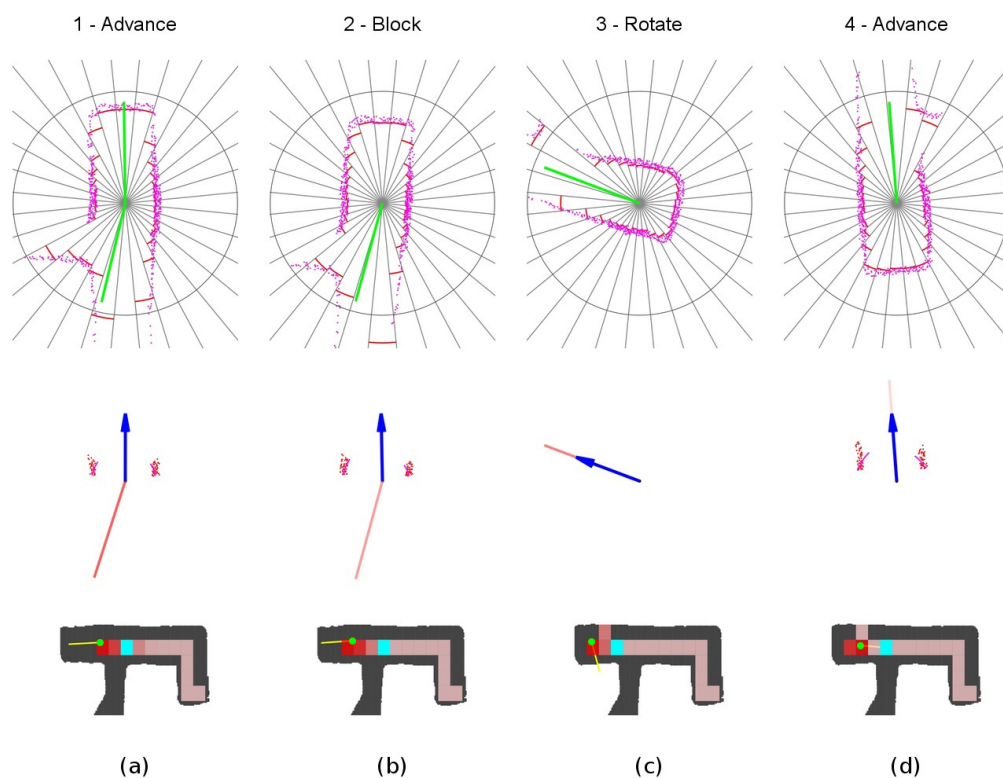 1 - Advance
2 - Block
3 - Rotate
4 - Advance
(a)
(b)
(c)
(d)